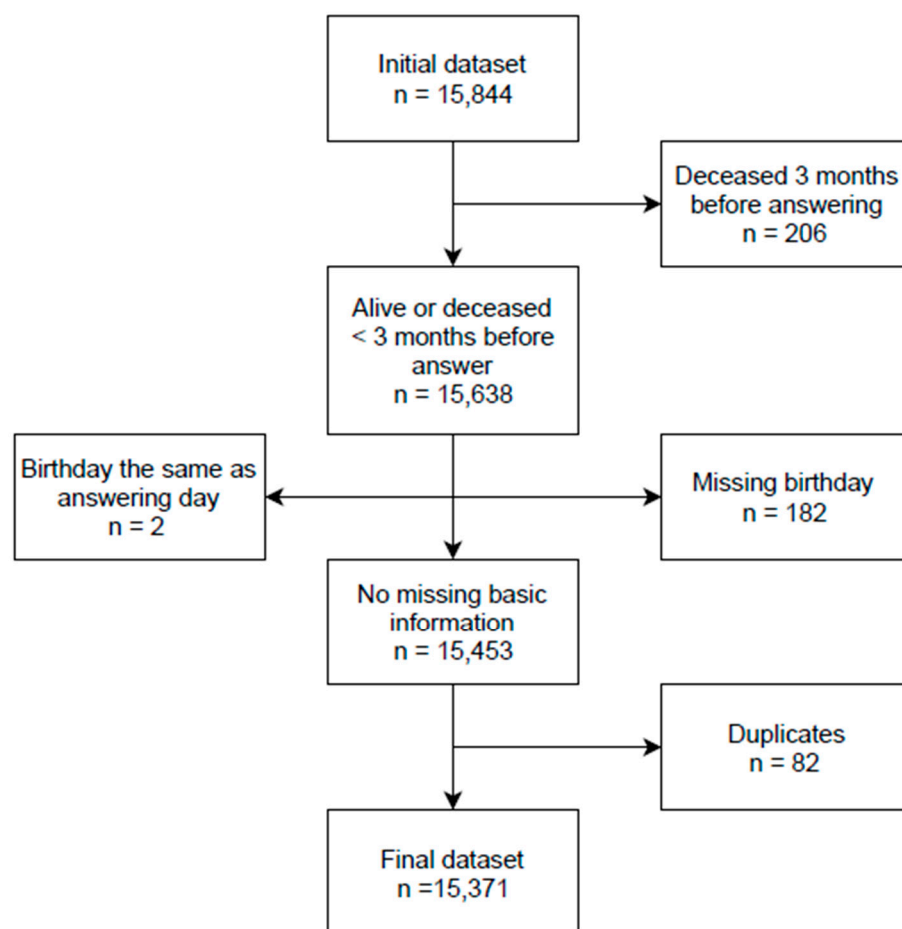 Initial dataset
n = 15,844
Deceased 3 months
before answering
n = 206
Alive or deceased
< 3 months before
answer
n = 15,638
Birthday the same as
answering day
n = 2
Missing birthday
n = 182
No missing basic
information
n = 15,453
Duplicates
n = 82
Final dataset
n =15,371